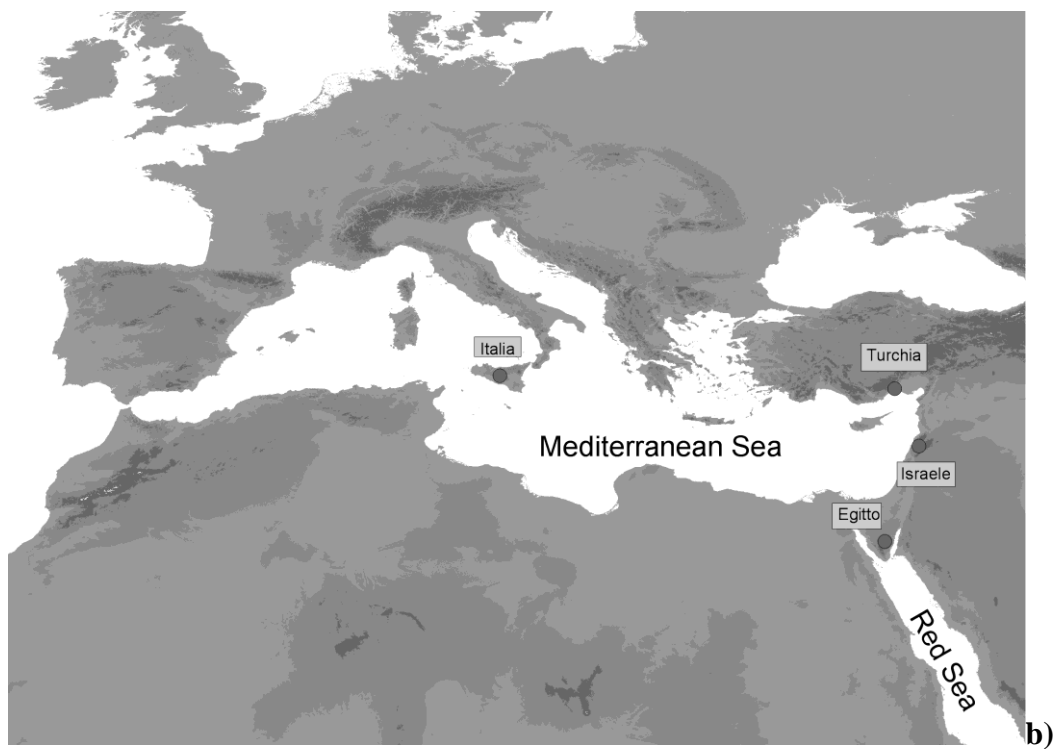 Italia
Turchia
Mediterranean Sea
Israele
Egitto
Red Sea
b)